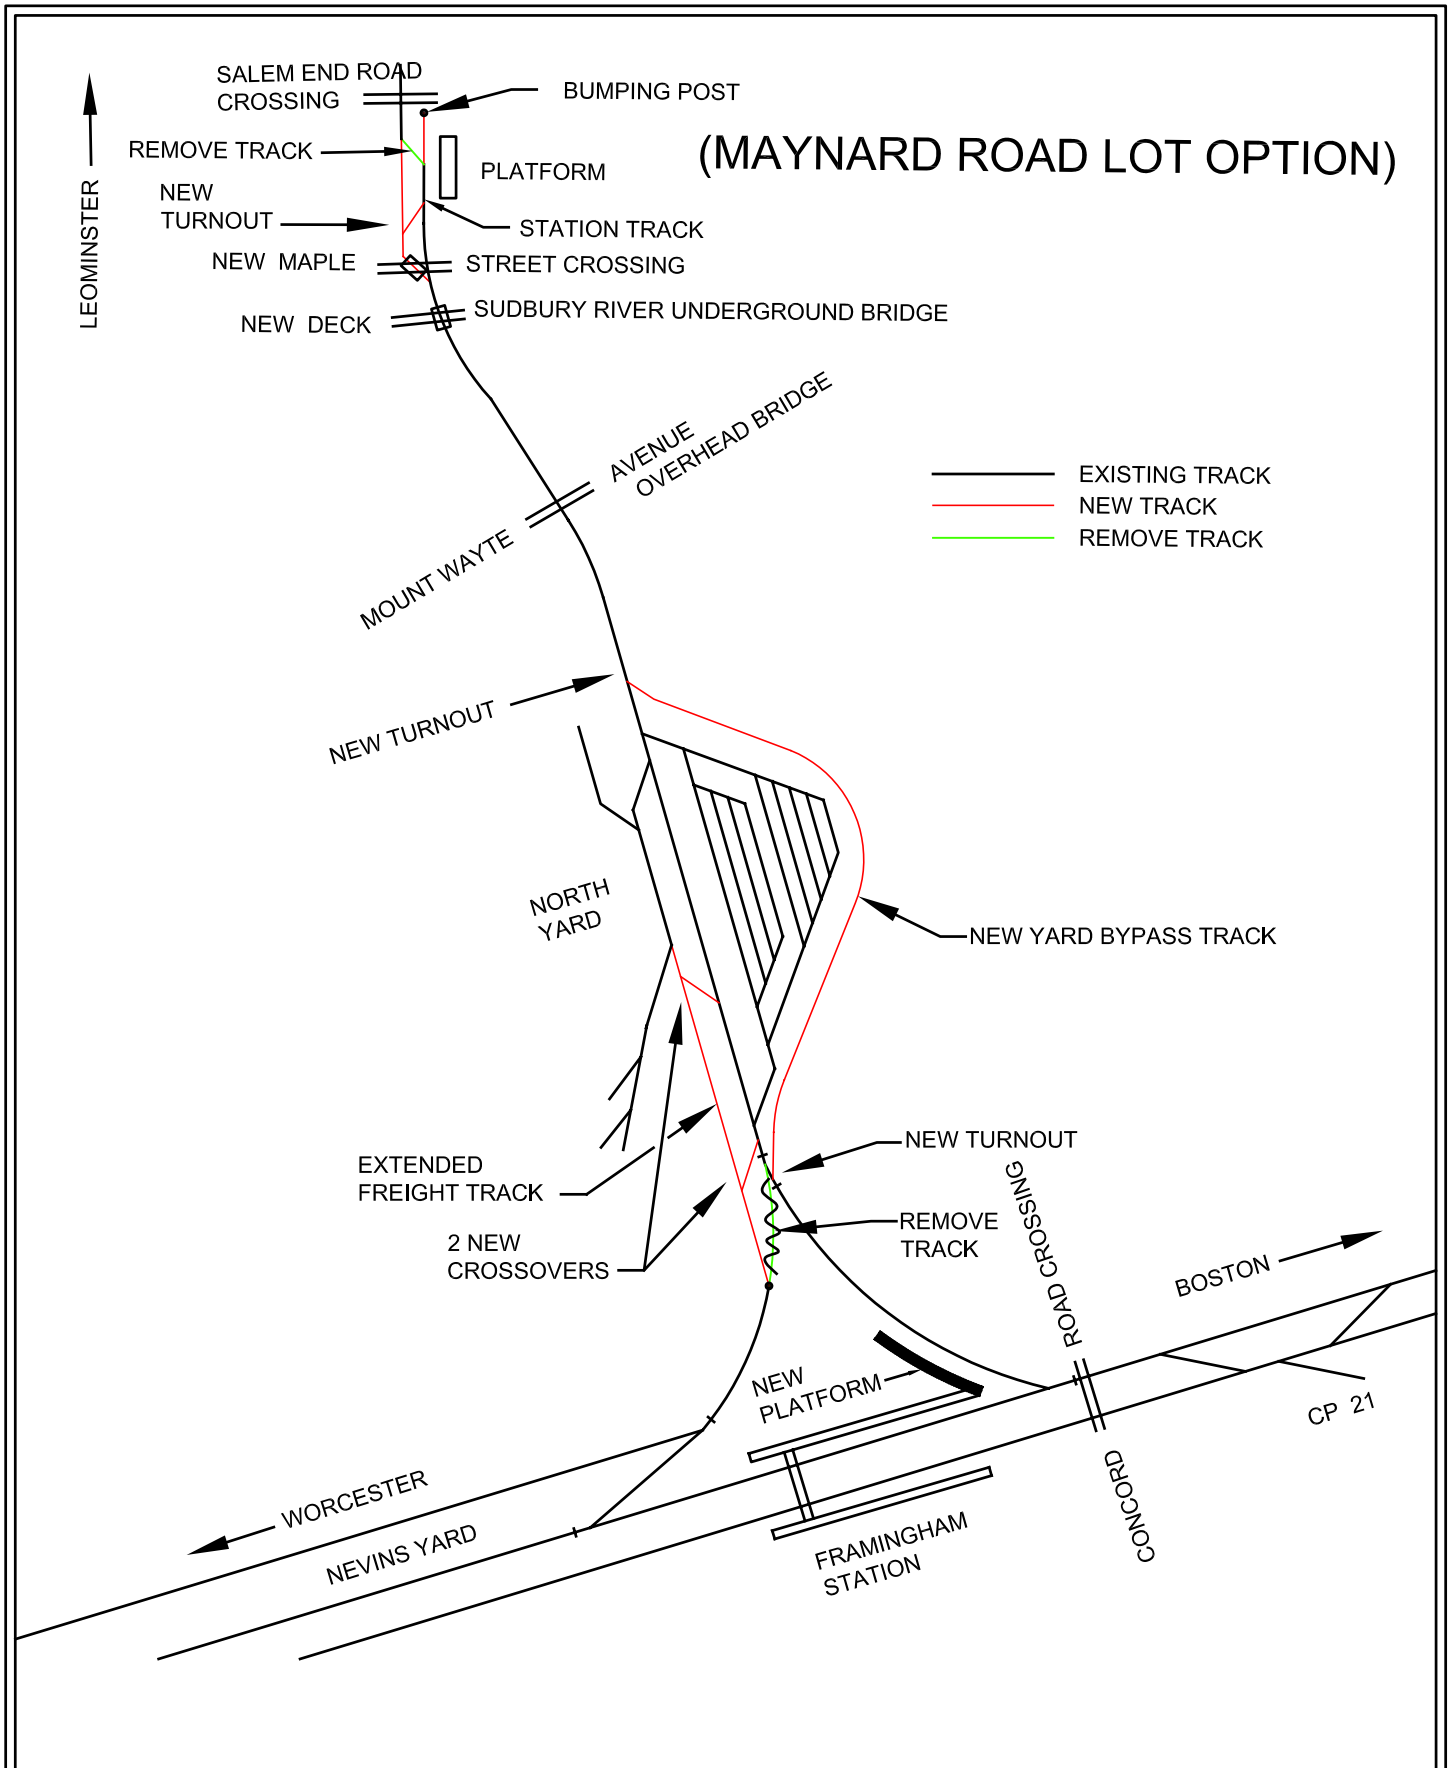 SALEM END ROAD
CROSSING
BUMPING POST
(MAYNARD ROAD LOT OPTION)
REMOVE TRACK
PLATFORM
NEW
TURNOUT
STATION TRACK
LEOMINSTER
NEW MAPLE
STREET CROSSING
NEW DECK
SUDBURY RIVER UNDERGROUND BRIDGE
AVENUE
OVERHEAD BRIDGE
MOUNT WAYTE
EXISTING TRACK
NEW TRACK
REMOVE TRACK
NEW TURNOUT
NORTH
YARD
NEW YARD BYPASS TRACK
NEW TURNOUT
EXTENDED
FREIGHT TRACK
REMOVE
TRACK
2 NEW
CROSSOVERS
ROAD CROSSING
BOSTON
NEW
PLATFORM
CP 21
CONCORD
WORCESTER
NEVINS YARD
FRAMINGHAM
STATION